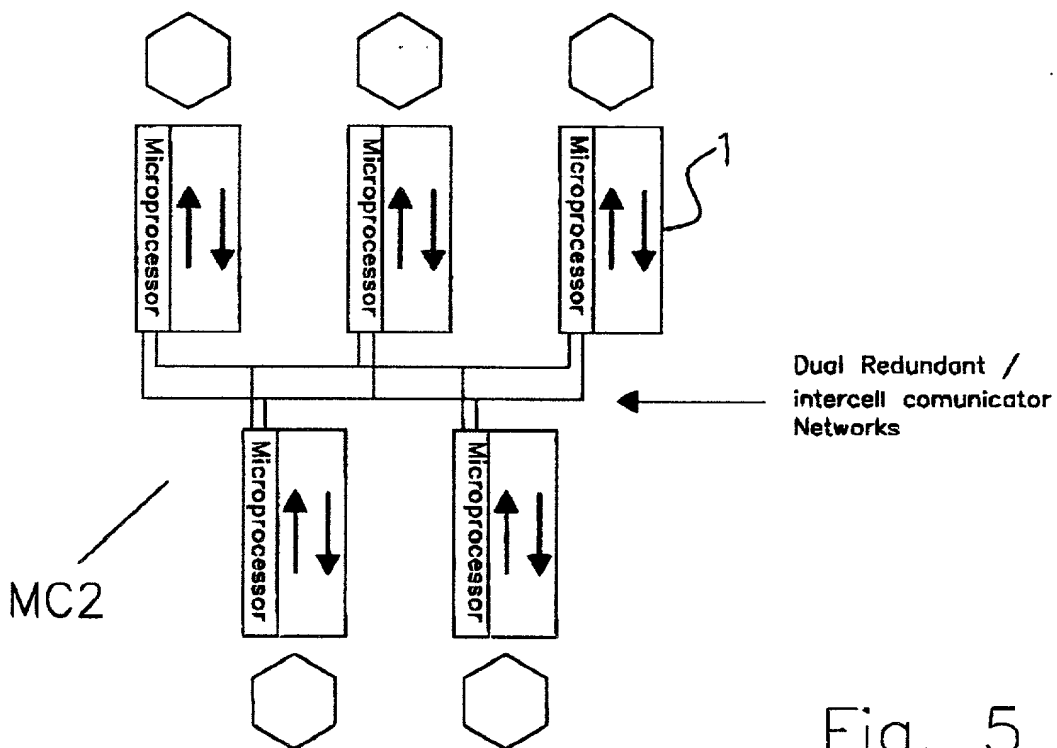 Microprocessor
Microprocessor
Microprocessor
1
Dual Redundant /
intercell comunicator
Networks
Microprocessor
Microprocessor
MC2
Fig. 5